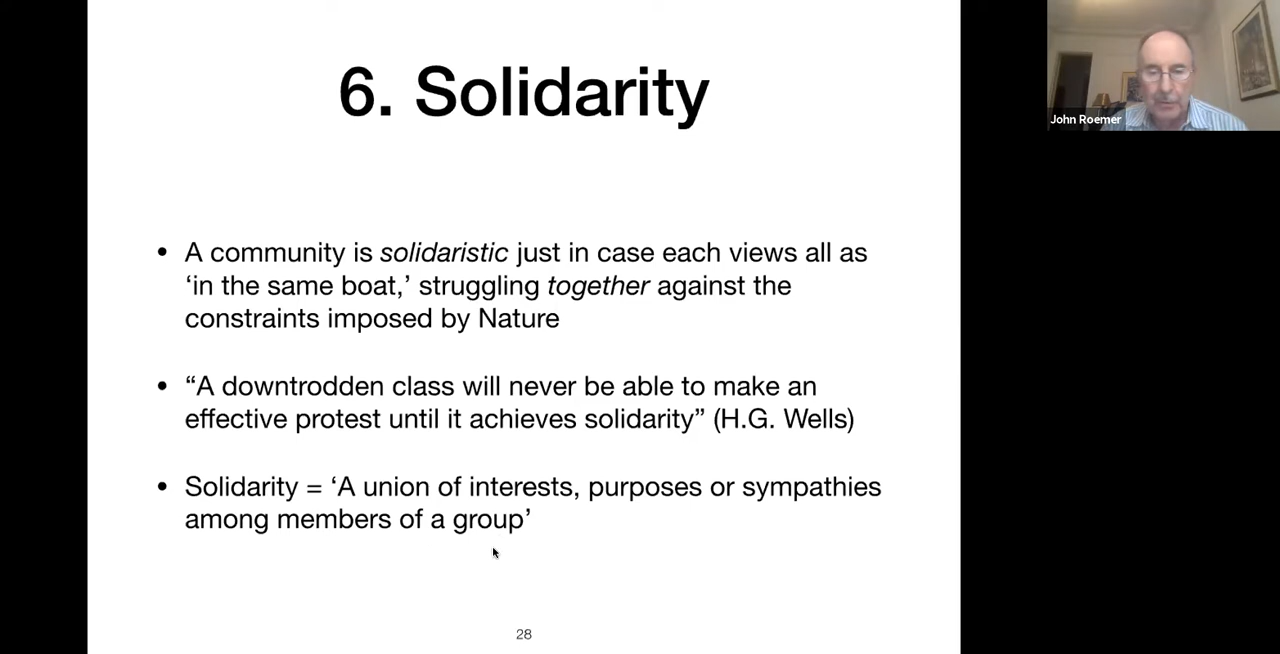 6. Solidarity
John Roemer
• A community is solidaristic just in case each views all as
‘in the same boat,’ struggling together against the
constraints imposed by Nature
• “A downtrodden class will never be able to make an
effective protest until it achieves solidarity” (H.G. Wells)
• Solidarity = ‘A union of interests, purposes or sympathies
among members of a group’
28